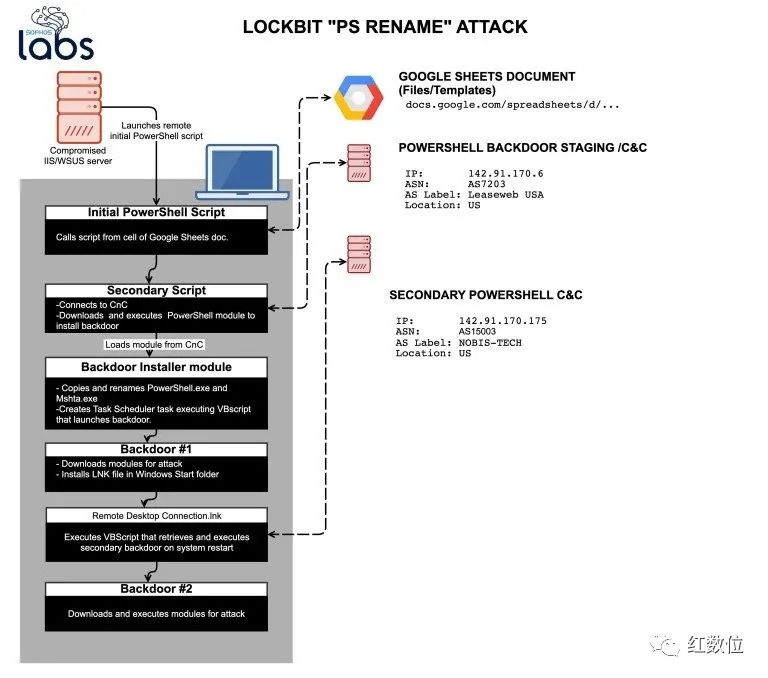 SOPHOS
labs
LOCKBIT "PS RENAME" ATTACK
Compromised
IIS/WSUS server
Launches remote
initial PowerShell script
GOOGLE SHEETS DOCUMENT
(Files/Templates)
docs.google.com/spreadsheets/d/...
POWERSHELL BACKDOOR STAGING /C&C
IP: 142.91.170.6
ASN: AS7203
AS Label: Leaseweb USA
Location: US
SECONDARY POWERSHELL C&C
IP: 142.91.170.175
ASN: AS15003
AS Label: NOBIS-TECH
Location: US
Initial PowerShell Script
Calls script from cell of Google Sheets doc.
Secondary Script
-Connects to CnC
-Downloads and executes PowerShell module to
install backdoor
Loads module from CnC
Backdoor Installer module
- Copies and renames PowerShell.exe and
Mshta.exe
-Creates Task Scheduler task executing VBscript
that launches backdoor.
Backdoor #1
- Downloads modules for attack
- Installs LNK file in Windows Start folder
Remote Desktop Connection.lnk
Executes VBScript that retrieves and executes
secondary backdoor on system restart
Backdoor #2
Downloads and executes modules for attack
红数位